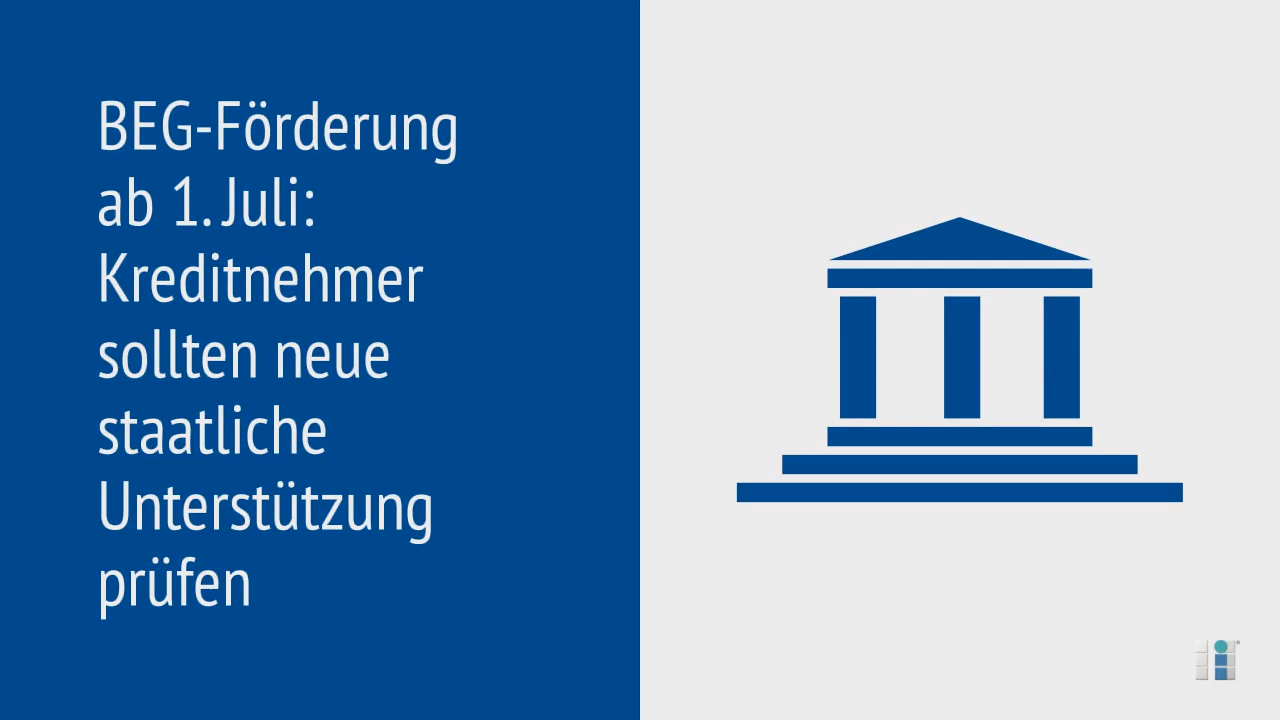 BEG-Förderung
ab 1. Juli:
Kreditnehmer
sollten neue
staatliche
Unterstützung
prüfen